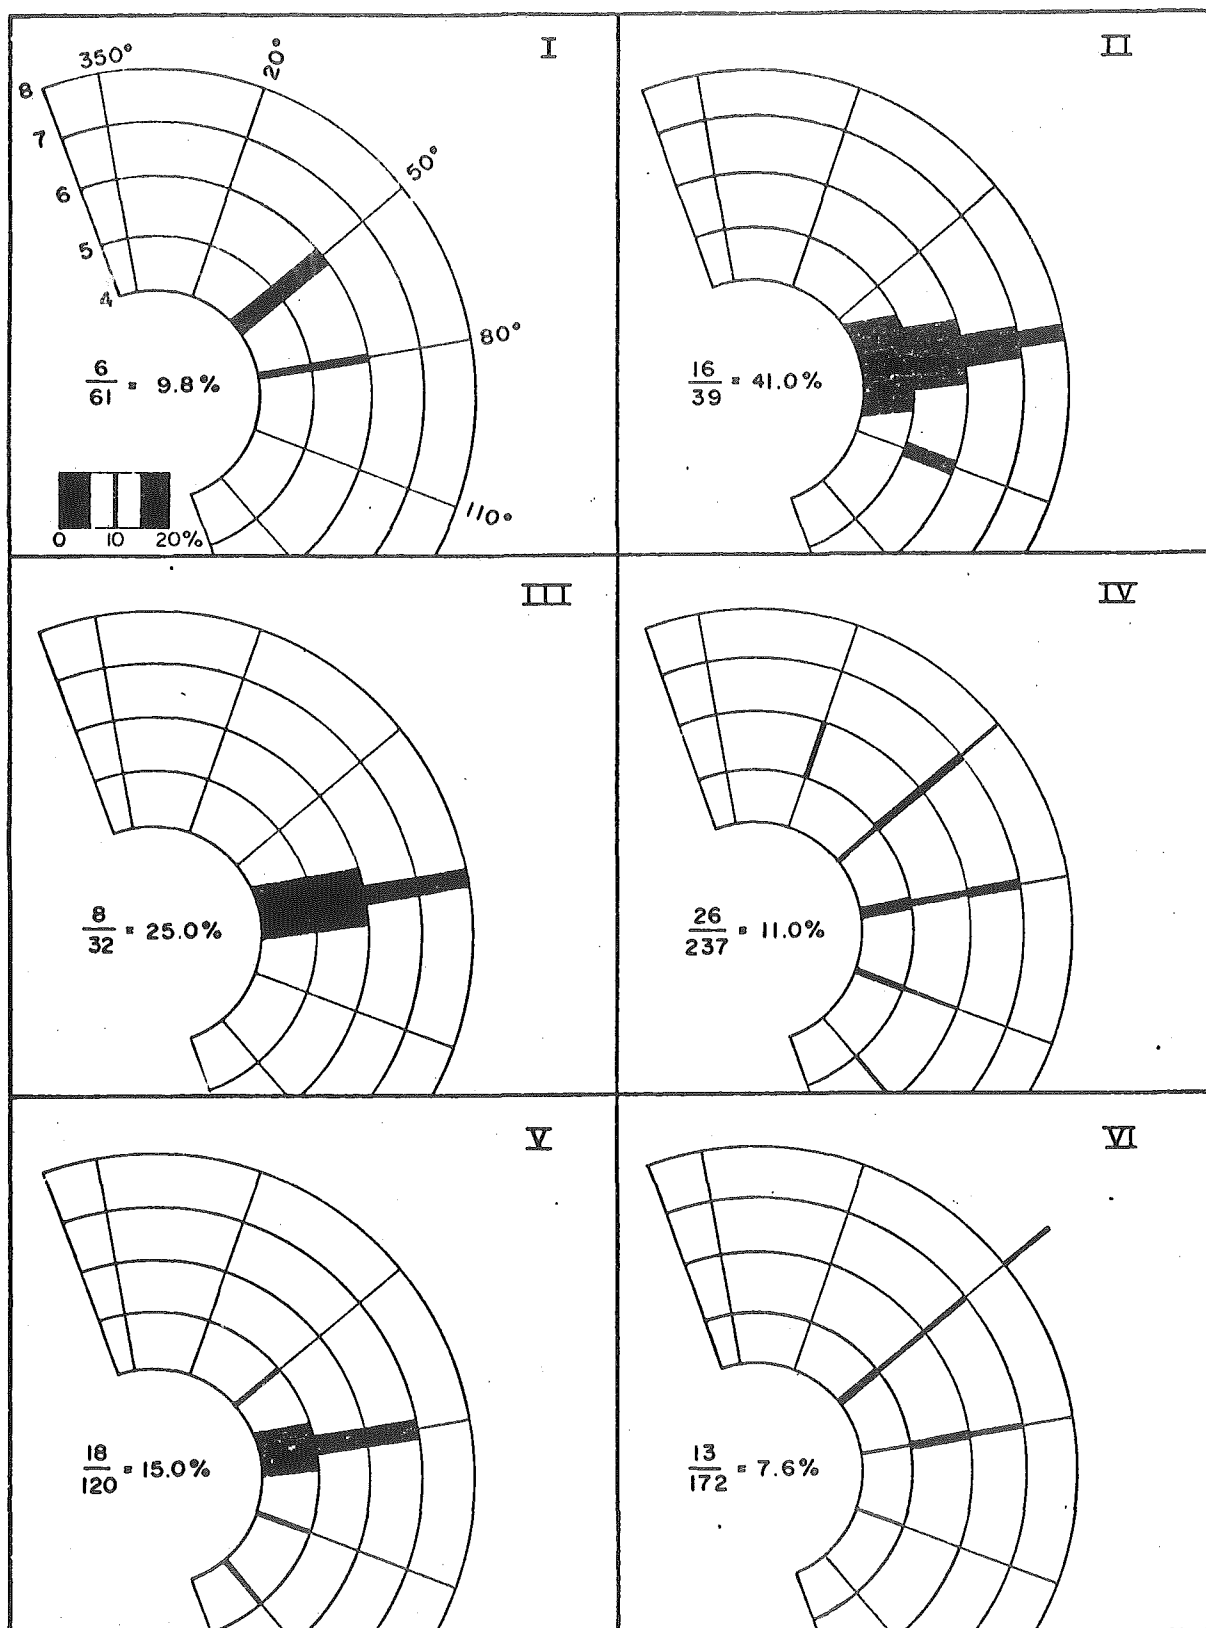 I
350°
20°
50°
80°
110°
8
7
6
5
4
6/61 = 9.8%
0 10 20%
II
16/39 = 41.0%
III
8/32 = 25.0%
IV
26/237 = 11.0%
V
18/120 = 15.0%
VI
13/172 = 7.6%